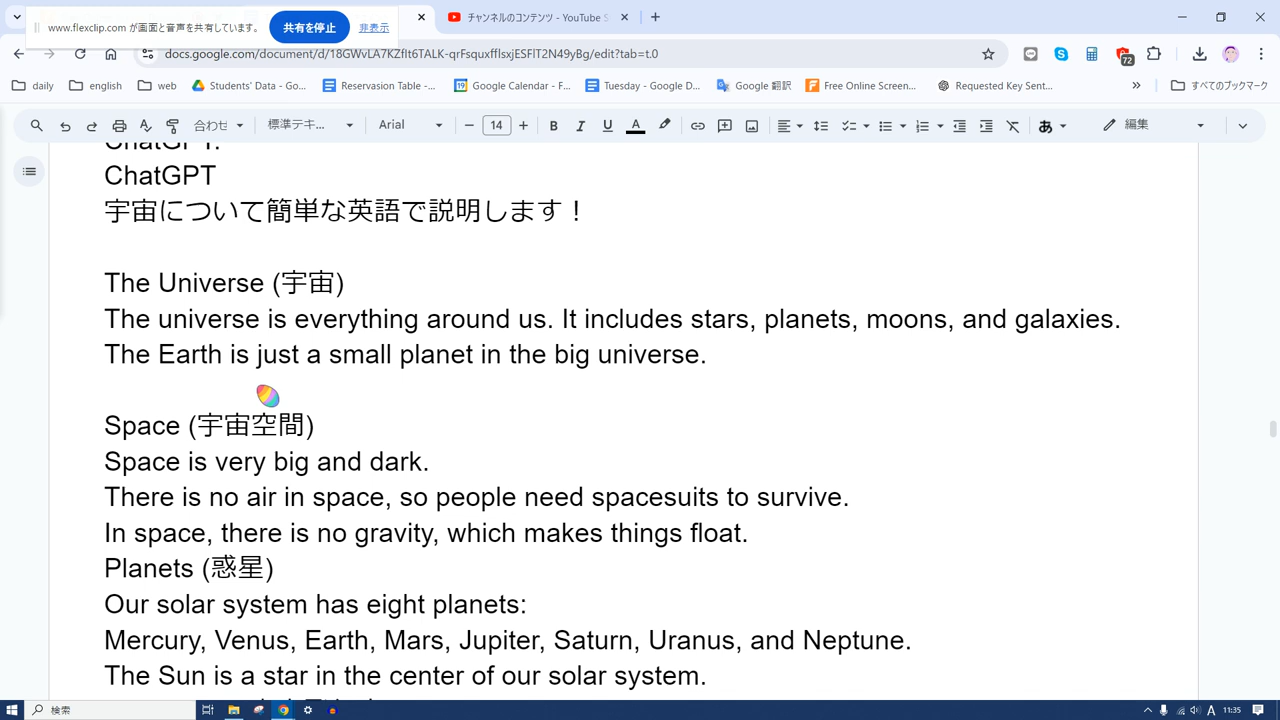 www.flexclip.com が画面と音声を共有しています。 共有を停止 非表示
チャンネルのコンテンツ - YouTube S
docs.google.com/document/d/18GWvLA7KZflt6TALK-qrFsquxfflsxjESFlT2N49yBg/edit?tab=t.0
72
daily english web Students' Data - Go... Reservasion Table -... Google Calendar - F... Tuesday - Google D... Google 翻訳 Free Online Screen... Requested Key Sent... » すべてのブックマーク
合わせ 標準テキ... Arial 14 B I U A あ 編集
ChatGPT:
ChatGPT
宇宙について簡単な英語で説明します！
The Universe (宇宙)
The universe is everything around us. It includes stars, planets, moons, and galaxies.
The Earth is just a small planet in the big universe.
Space (宇宙空間)
Space is very big and dark.
There is no air in space, so people need spacesuits to survive.
In space, there is no gravity, which makes things float.
Planets (惑星)
Our solar system has eight planets:
Mercury, Venus, Earth, Mars, Jupiter, Saturn, Uranus, and Neptune.
The Sun is a star in the center of our solar system.
検索 A 11:35